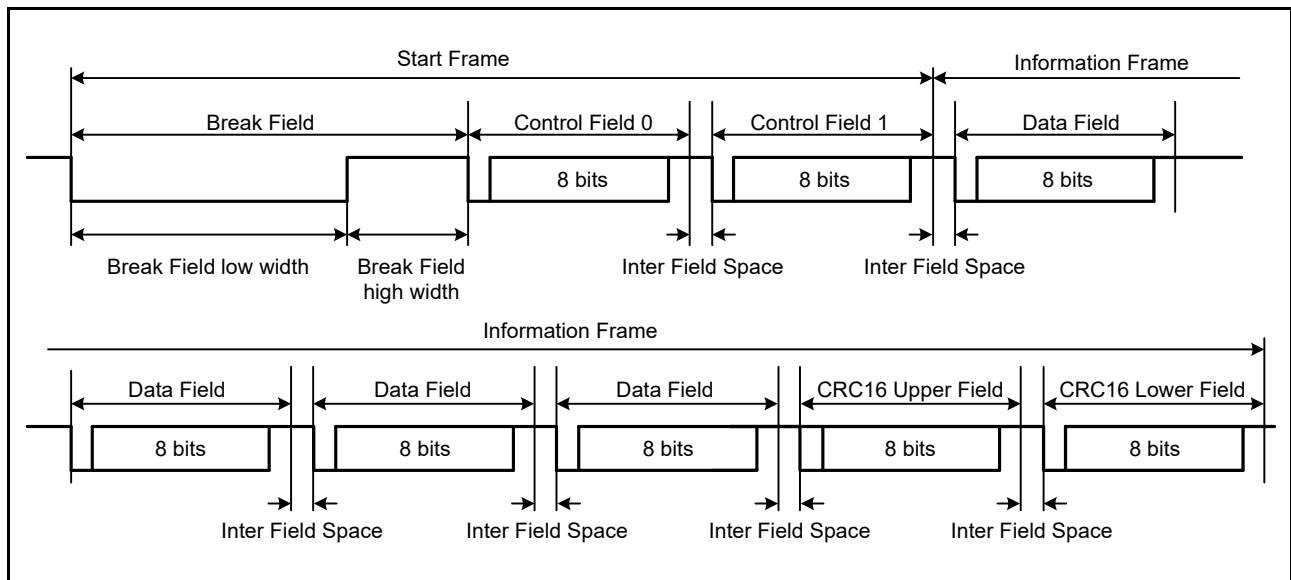 Start Frame
Information Frame
Break Field
Control Field 0
Control Field 1
Data Field
8 bits
8 bits
8 bits
Break Field low width
Break Field
high width
Inter Field Space
Inter Field Space
Information Frame
Data Field
Data Field
Data Field
CRC16 Upper Field
CRC16 Lower Field
8 bits
8 bits
8 bits
8 bits
8 bits
Inter Field Space
Inter Field Space
Inter Field Space
Inter Field Space